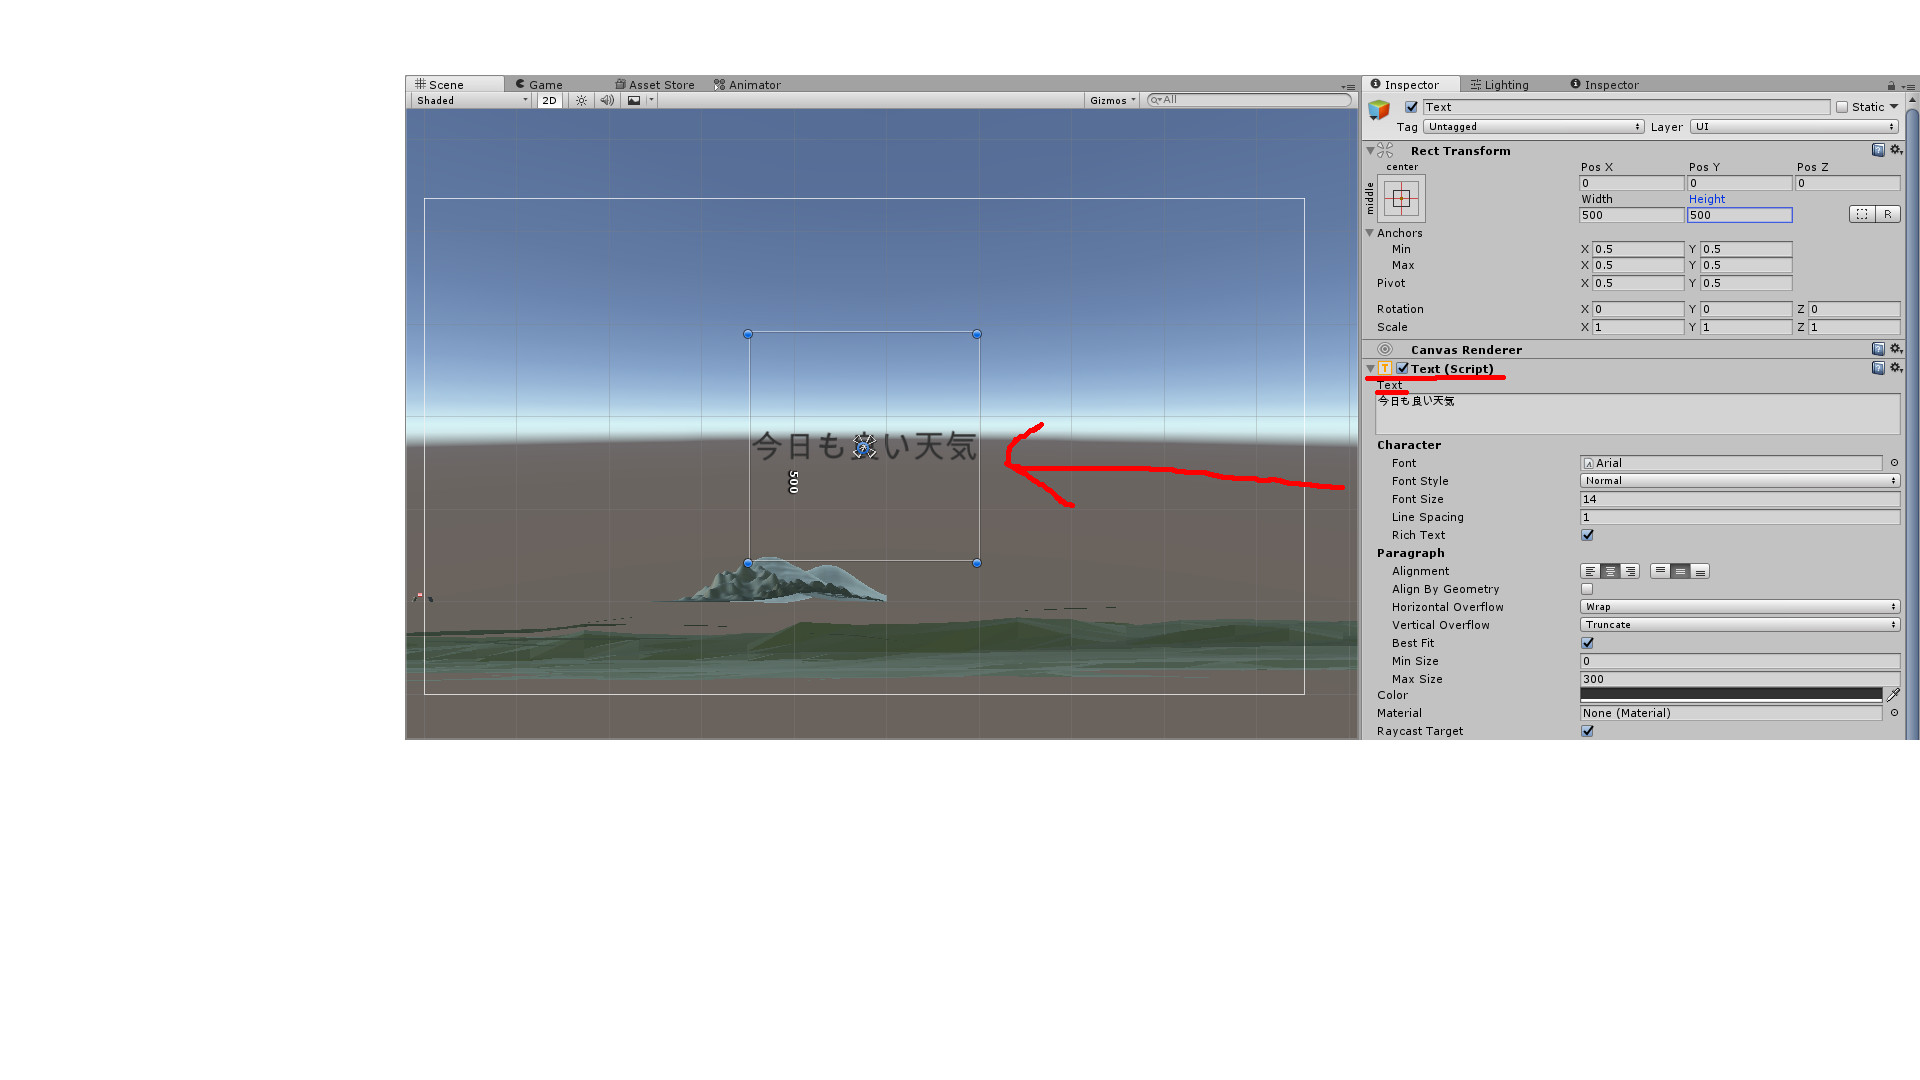 Scene Game Asset Store Animator
Shaded 2D Gizmos All
今日も良い天気
500
Inspector Lighting Inspector
Text Static
Tag Untagged Layer UI
Rect Transform
center
middle
Pos X Pos Y Pos Z
0 0 0
Width Height
500 500 R
Anchors
Min X 0.5 Y 0.5
Max X 0.5 Y 0.5
Pivot X 0.5 Y 0.5
Rotation X 0 Y 0 Z 0
Scale X 1 Y 1 Z 1
Canvas Renderer
T Text (Script)
Text
今日も良い天気
Character
Font Arial
Font Style Normal
Font Size 14
Line Spacing 1
Rich Text
Paragraph
Alignment
Align By Geometry
Horizontal Overflow Wrap
Vertical Overflow Truncate
Best Fit
Min Size 0
Max Size 300
Color
Material None (Material)
Raycast Target